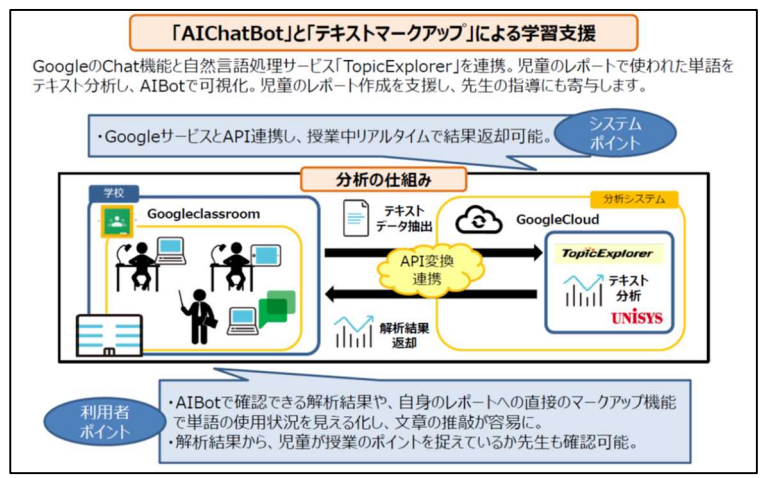 「AIChatBot」と「テキストマークアップ」による学習支援
GoogleのChat機能と自然言語処理サービス「TopicExplorer」を連携。児童のレポートで使われた単語を
テキスト分析し、AIBotで可視化。児童のレポート作成を支援し、先生の指導にも寄与します。
・GoogleサービスとAPI連携し、授業中リアルタイムで結果返却可能。
システム
ポイント
分析の仕組み
学校
Googleclassroom
テキスト
データ抽出
API変換
連携
解析結果
返却
分析システム
GoogleCloud
TopicExplorer
テキスト
分析
UNiSYS
利用者
ポイント
・AIBotで確認できる解析結果や、自身のレポートへの直接のマークアップ機能
で単語の使用状況を見える化し、文章の推敲が容易に。
・解析結果から、児童が授業のポイントを捉えているか先生も確認可能。